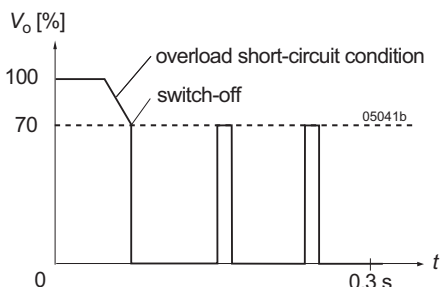 Vo [%]
overload short-circuit condition
100
switch-off
70
05041b
t
0
0.3 s